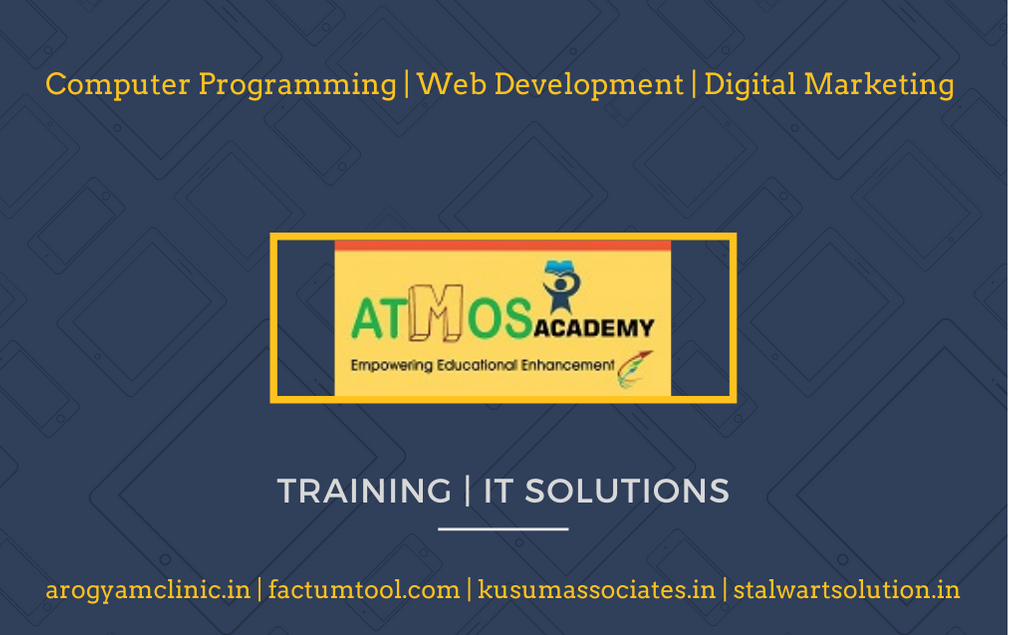 Computer Programming | Web Development | Digital Marketing
ATMOS ACADEMY
Empowering Educational Enhancement
TRAINING | IT SOLUTIONS
arogyamclinic.in | factumtool.com | kusumassociates.in | stalwartsolution.in